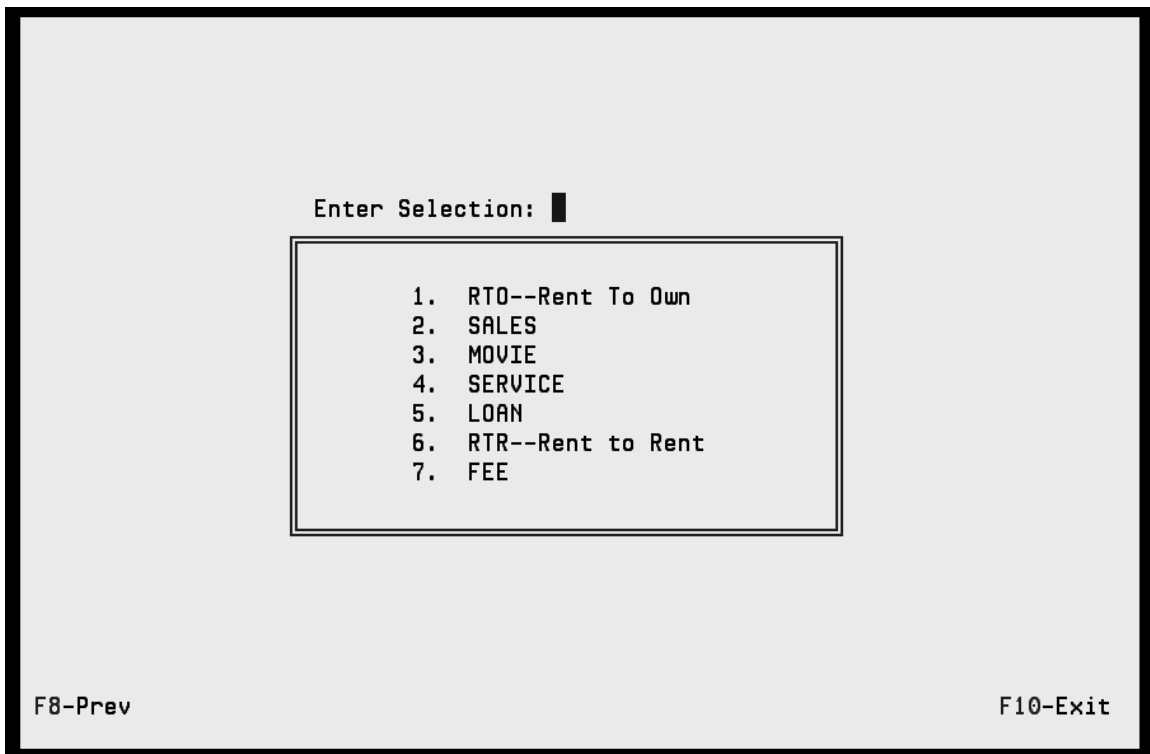 Enter Selection:
1. RTO--Rent To Own
2. SALES
3. MOVIE
4. SERVICE
5. LOAN
6. RTR--Rent to Rent
7. FEE
F8-Prev F10-Exit